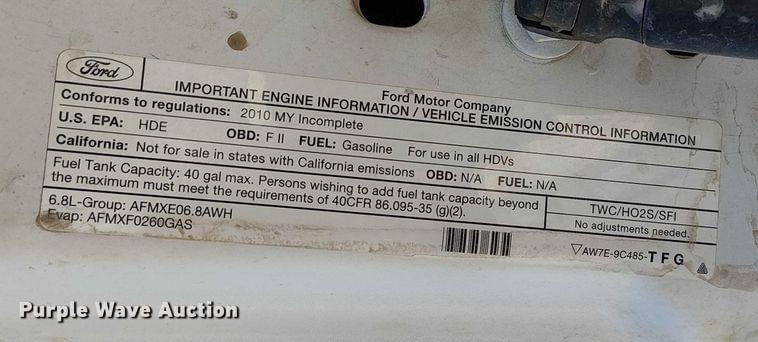 Ford
Ford Motor Company
IMPORTANT ENGINE INFORMATION / VEHICLE EMISSION CONTROL INFORMATION
Conforms to regulations: 2010 MY Incomplete
U.S. EPA: HDE OBD: F II FUEL: Gasoline For use in all HDVs
California: Not for sale in states with California emissions OBD: N/A FUEL: N/A
Fuel Tank Capacity: 40 gal max. Persons wishing to add fuel tank capacity beyond
the maximum must meet the requirements of 40CFR 86.095-35 (g)(2).
TWC/HO2S/SFI
No adjustments needed.
6.8L-Group: AFMXE06.8AWH
Evap: AFMXF0260GAS
▽AW7E-9C485-TFG
Purple Wave Auction